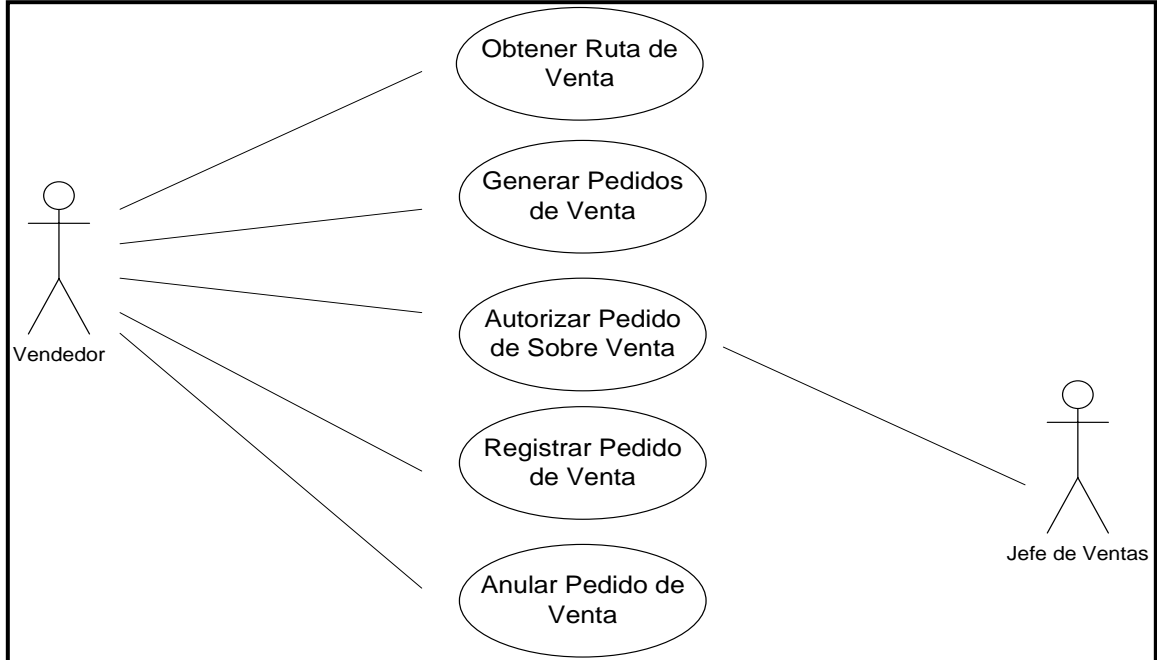 Obtener Ruta de
Venta
Generar Pedidos
de Venta
Autorizar Pedido
de Sobre Venta
Vendedor
Registrar Pedido
de Venta
Jefe de Ventas
Anular Pedido de
Venta